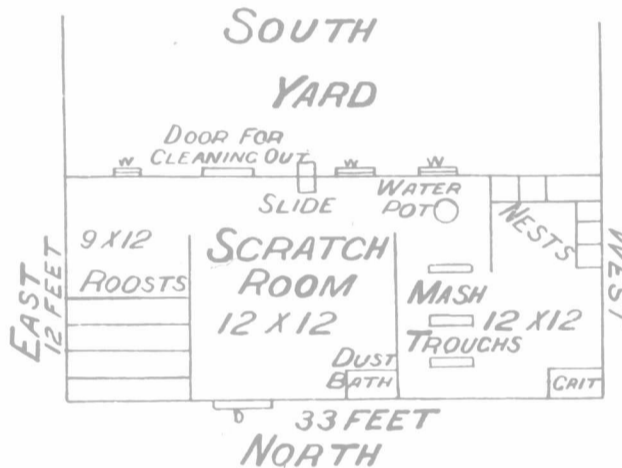 SOUTH
YARD
DOOR FOR
CLEANING OUT
W
W
W
SLIDE
WATER
POT
NESTS
9 X 12
ROOSTS
SCRATCH
ROOM
12 X 12
MASH
12 X 12
TROUGHS
EAST
12 FEET
WEST
DUST
BATH
GRIT
D
33 FEET
NORTH